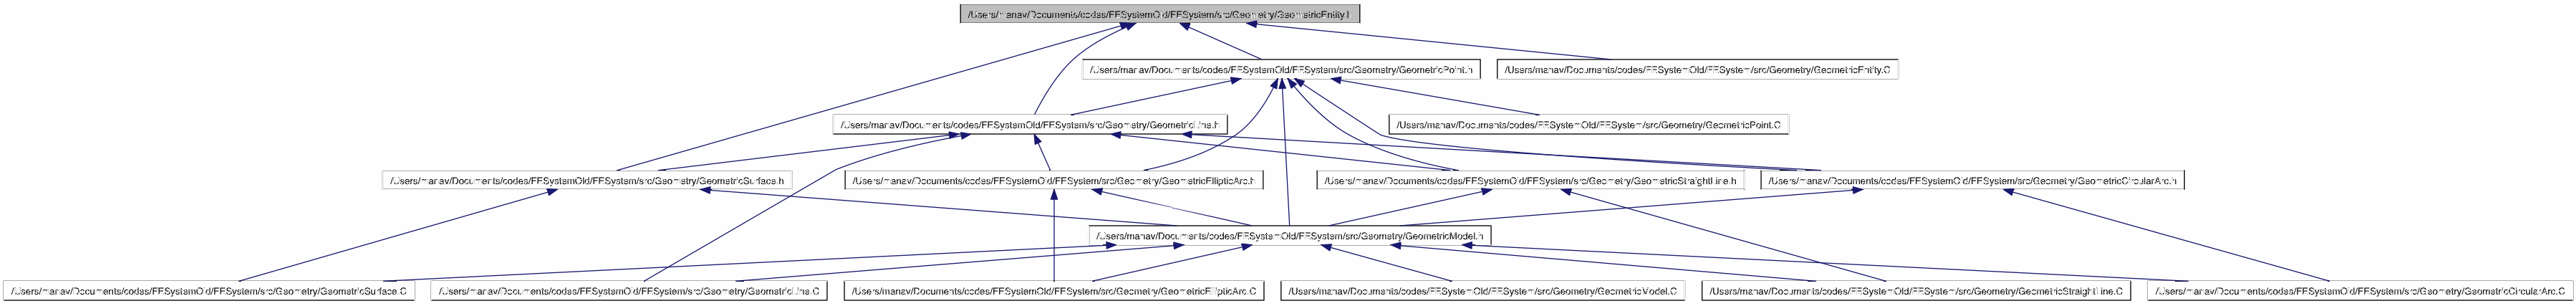 /Users/manav/Documents/codes/FESystemOld/FESystem/src/Geometry/GeometricEntity.h
/Users/manav/Documents/codes/FESystemOld/FESystem/src/Geometry/GeometricPoint.h
/Users/manav/Documents/codes/FESystemOld/FESystem/src/Geometry/GeometricEntity.C
/Users/manav/Documents/codes/FESystemOld/FESystem/src/Geometry/GeometricLine.h
/Users/manav/Documents/codes/FESystemOld/FESystem/src/Geometry/GeometricPoint.C
/Users/manav/Documents/codes/FESystemOld/FESystem/src/Geometry/GeometricSurface.h
/Users/manav/Documents/codes/FESystemOld/FESystem/src/Geometry/GeometricEllipticArc.h
/Users/manav/Documents/codes/FESystemOld/FESystem/src/Geometry/GeometricStraightLine.h
/Users/manav/Documents/codes/FESystemOld/FESystem/src/Geometry/GeometricCircularArc.h
/Users/manav/Documents/codes/FESystemOld/FESystem/src/Geometry/GeometricModel.h
/Users/manav/Documents/codes/FESystemOld/FESystem/src/Geometry/GeometricSurface.C
/Users/manav/Documents/codes/FESystemOld/FESystem/src/Geometry/GeometricLine.C
/Users/manav/Documents/codes/FESystemOld/FESystem/src/Geometry/GeometricEllipticArc.C
/Users/manav/Documents/codes/FESystemOld/FESystem/src/Geometry/GeometricModel.C
/Users/manav/Documents/codes/FESystemOld/FESystem/src/Geometry/GeometricStraightLine.C
/Users/manav/Documents/codes/FESystemOld/FESystem/src/Geometry/GeometricCircularArc.C